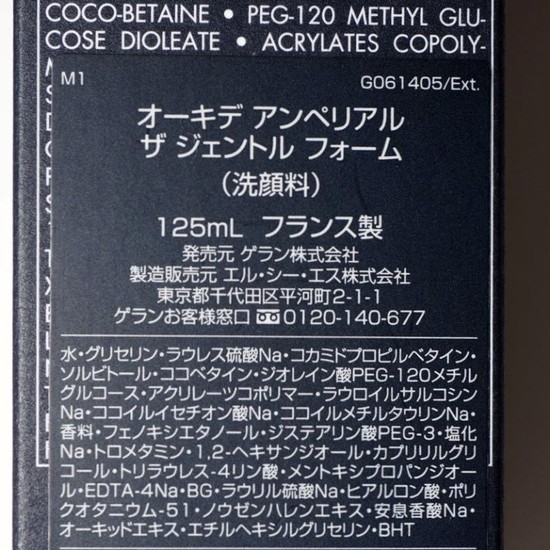 COCO-BETAINE • PEG-120 METHYL GLU-
COSE DIOLEATE • ACRYLATES COPOLY-
M1
G061405/Ext.
オーキデ アンペリアル
ザ ジェントル フォーム
（洗顔料）
125mL フランス製
発売元 ゲラン株式会社
製造販売元 エル・シー・エス株式会社
東京都千代田区平河町2-1-1
ゲランお客様窓口 0120-140-677
水・グリセリン・ラウレス硫酸Na・コカミドプロピルベタイン・
ソルビトール・ココベタイン・ジオレイン酸PEG-120メチル
グルコース・アクリレーツコポリマー・ラウロイルサルコシン
Na・ココイルイセチオン酸Na・ココイルメチルタウリンNa・
香料・フェノキシエタノール・ジステアリン酸PEG-3・塩化
Na・トロメタミン・1,2-ヘキサンジオール・カプリリルグリ
コール・トリラウレス-4リン酸・メントキシプロパンジオー
ル・EDTA-4Na・BG・ラウリル硫酸Na・ヒアルロン酸・ポリ
クオタニウム-51・ノウゼンハレンエキス・安息香酸Na・
オーキッドエキス・エチルヘキシルグリセリン・BHT